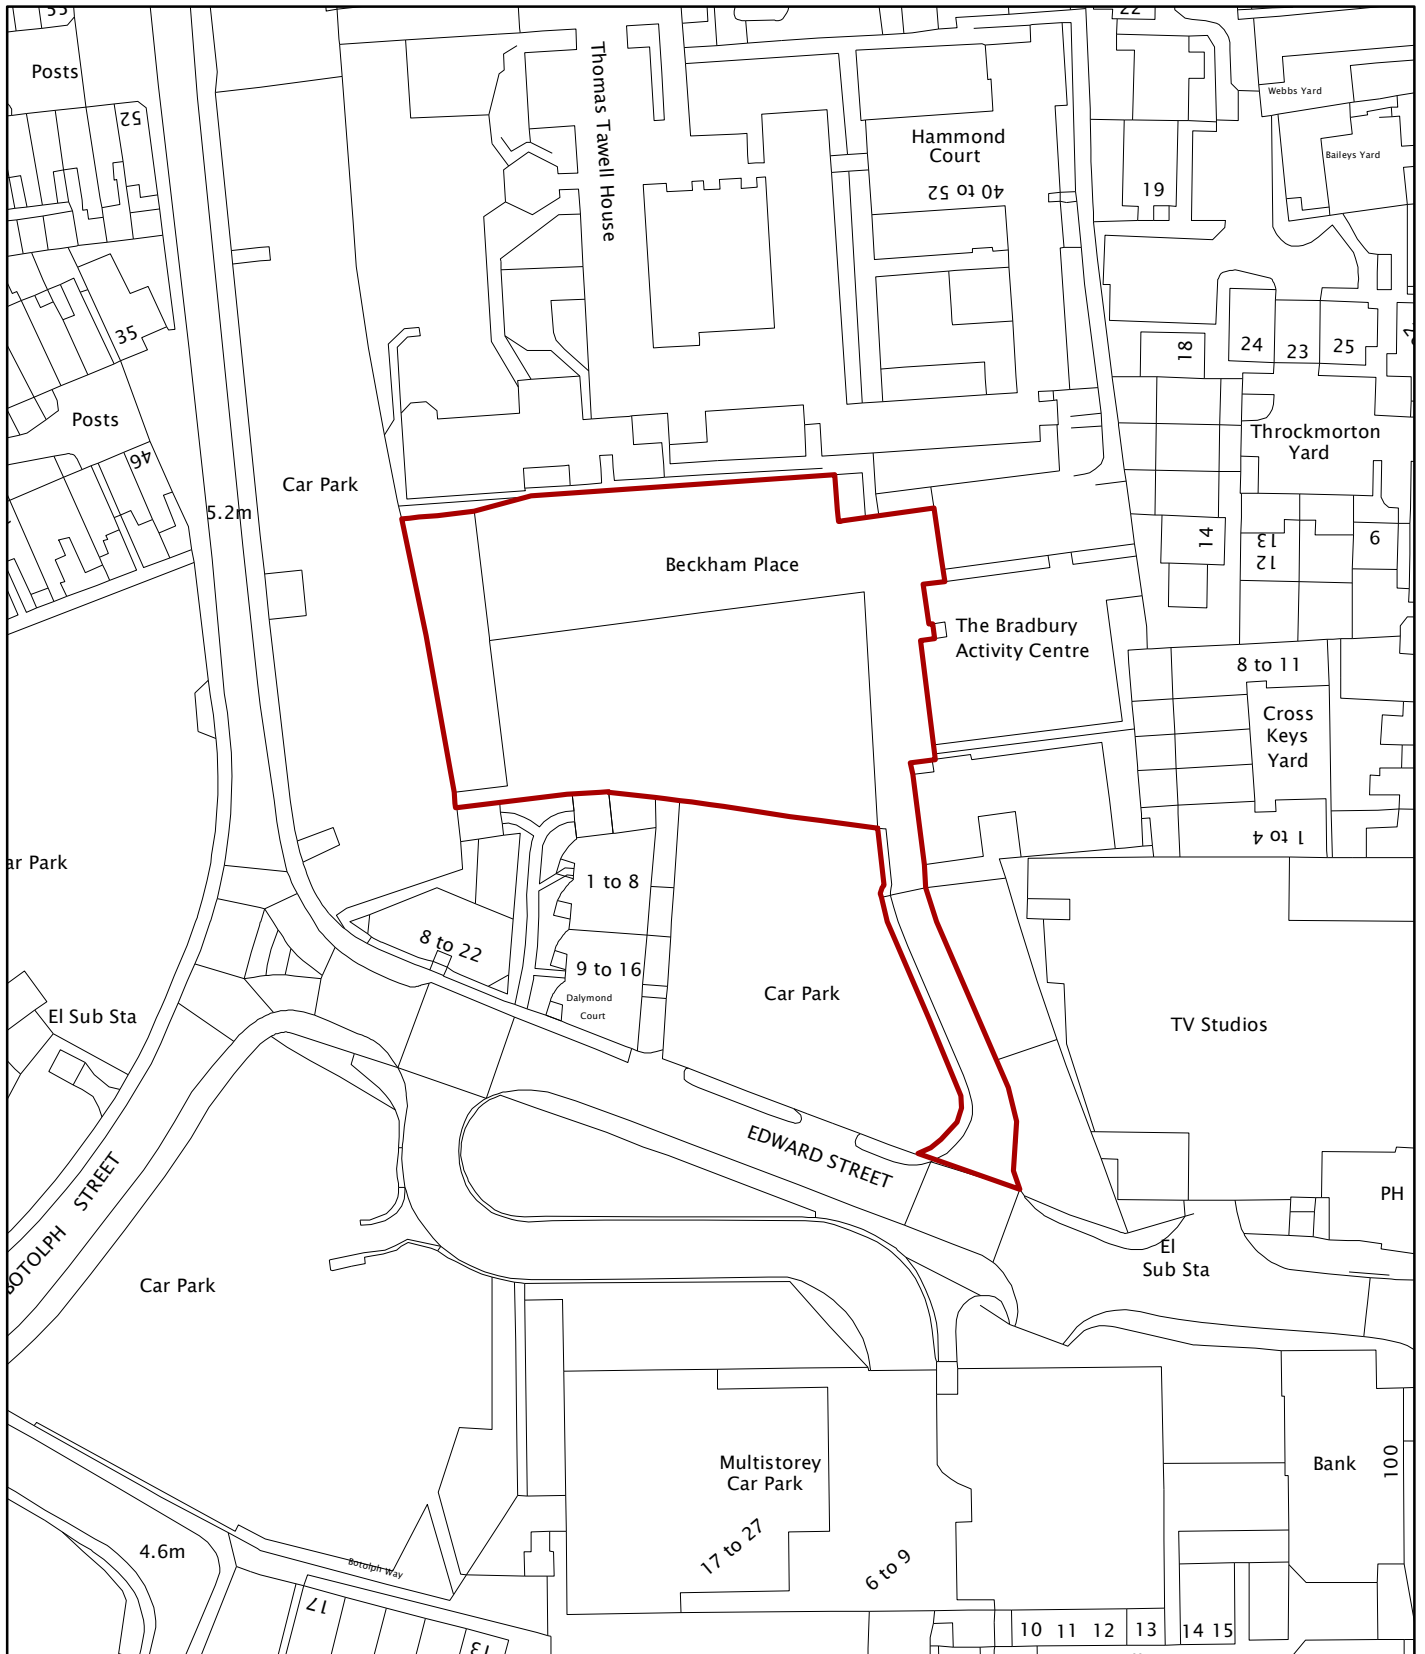 55
22
Posts
52
Thomas Tawell House
Webbs Yard
Hammond
Court
40 to 52
Baileys Yard
19
35
18
24
23
25
Posts
46
Throckmorton
Yard
Car Park
5.2m
14
13
12
6
Beckham Place
The Bradbury
Activity Centre
8 to 11
Cross
Keys
Yard
1 to 4
ar Park
1 to 8
8 to 22
9 to 16
Dalymond
Court
Car Park
El Sub Sta
TV Studios
EDWARD STREET
BOTOLPH STREET
PH
El
Sub Sta
Car Park
Multistorey
Car Park
Bank
100
17 to 27
6 to 9
4.6m
Botolph Way
17
13
10
11
12
13
14
15